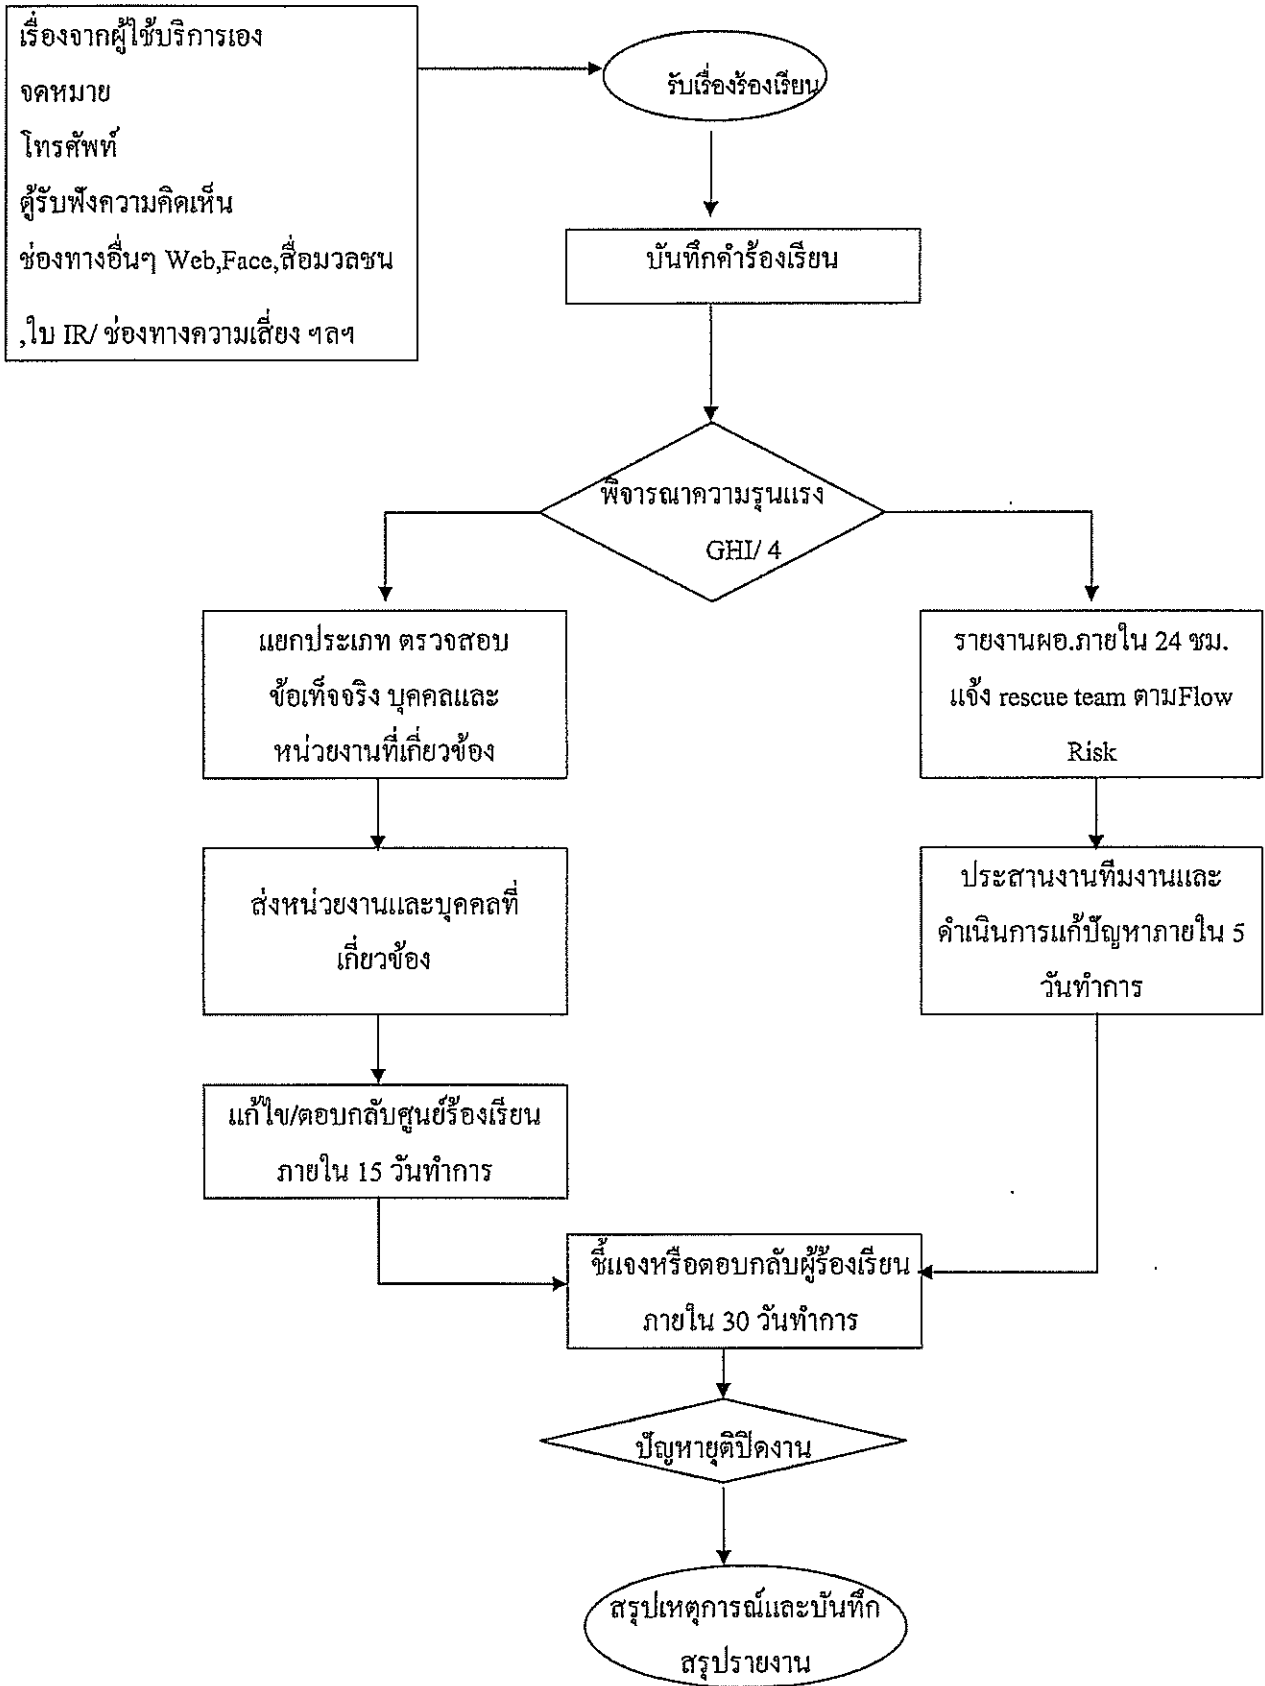 เรื่องจากผู้ใช้บริการเอง
จดหมาย
โทรศัพท์
ตู้รับฟังความคิดเห็น
ช่องทางอื่นๆ Web,Face,สื่อมวลชน
,ใบ IR/ ช่องทางความเสี่ยง ฯลฯ
รับเรื่องร้องเรียน
บันทึกคำร้องเรียน
พิจารณาความรุนแรง
GHI/ 4
แยกประเภท ตรวจสอบ
ข้อเท็จจริง บุคคลและ
หน่วยงานที่เกี่ยวข้อง
รายงานผอ.ภายใน 24 ชม.
แจ้ง rescue team ตามFlow
Risk
ส่งหน่วยงานและบุคคลที่
เกี่ยวข้อง
ประสานงานทีมงานและ
ดำเนินการแก้ปัญหาภายใน 5
วันทำการ
แก้ไข/ตอบกลับศูนย์ร้องเรียน
ภายใน 15 วันทำการ
ชี้แจงหรือตอบกลับผู้ร้องเรียน
ภายใน 30 วันทำการ
ปัญหายุติปิดงาน
สรุปเหตุการณ์และบันทึก
สรุปรายงาน